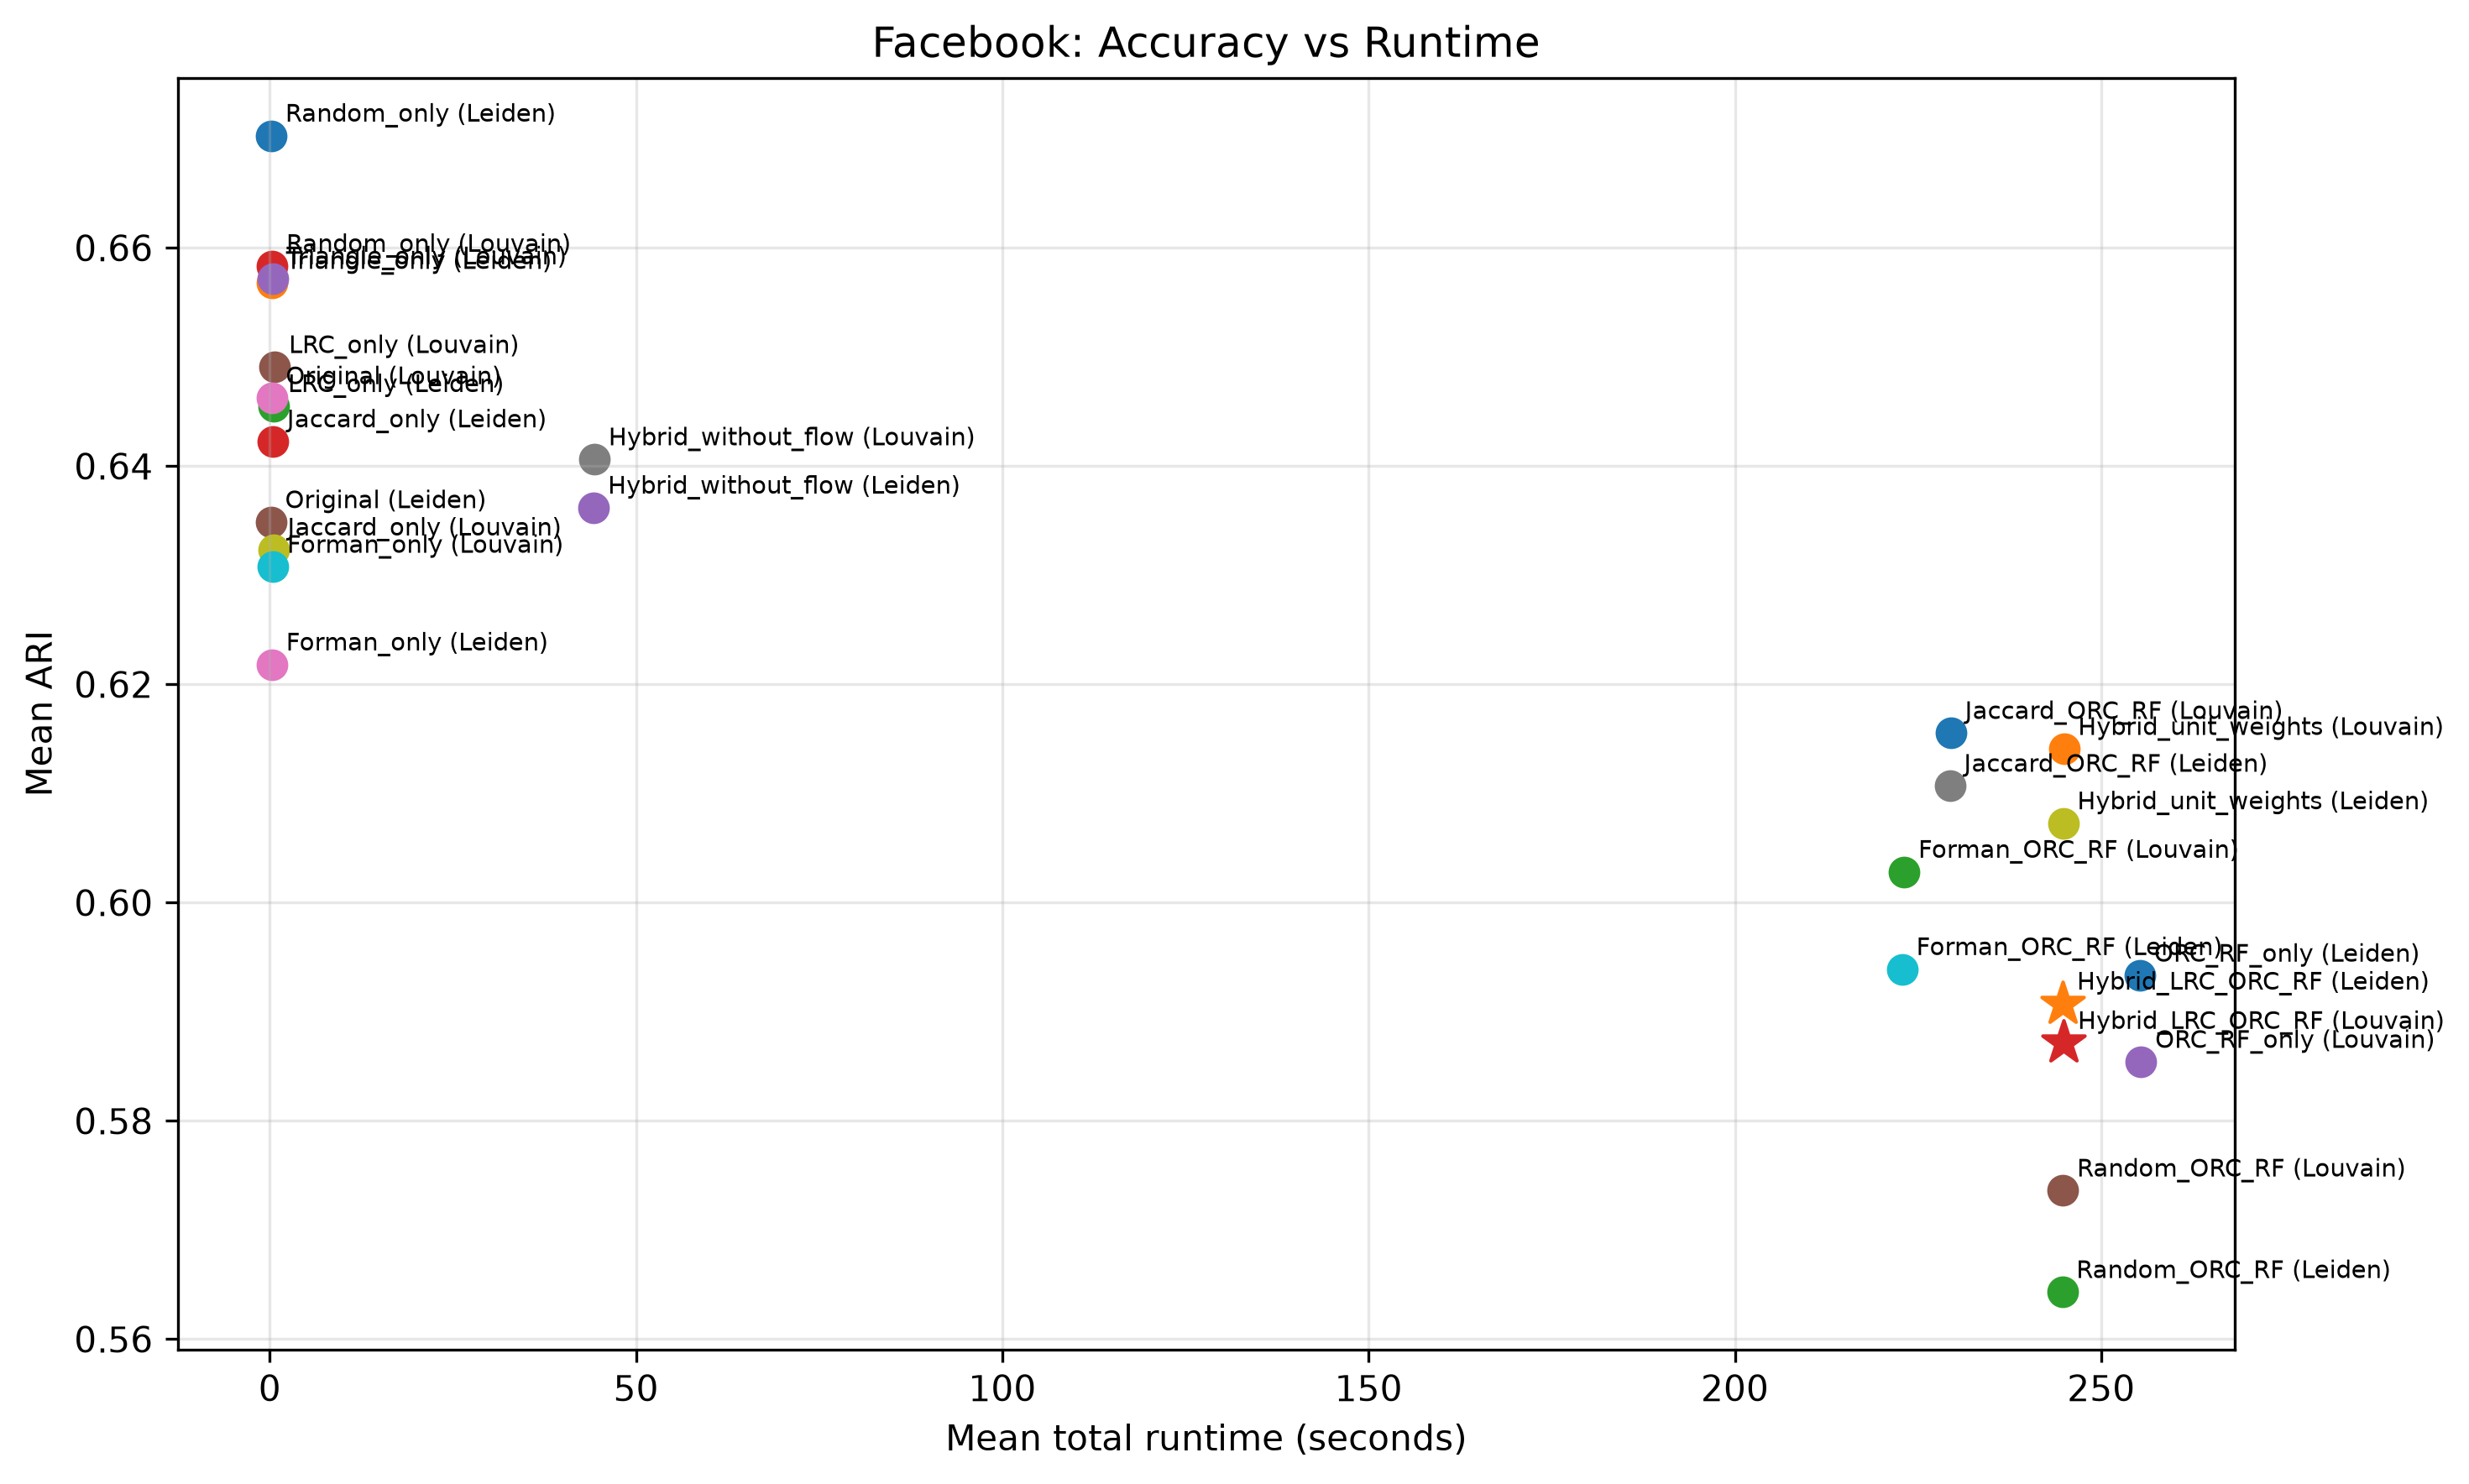 Facebook: Accuracy vs Runtime
Random_only (Leiden)
0.66
Random_only (Louvain)
Triangle_only (Louvain)
Triangle_only (Leiden)
LRC_only (Louvain)
Original (Louvain)
LRC_only (Leiden)
Jaccard_only (Leiden)
Hybrid_without_flow (Louvain)
0.64
Hybrid_without_flow (Leiden)
Original (Leiden)
Jaccard_only (Louvain)
Forman_only (Louvain)
Forman_only (Leiden)
0.62
Jaccard_ORC_RF (Louvain)
Hybrid_unit_weights (Louvain)
Jaccard_ORC_RF (Leiden)
Hybrid_unit_weights (Leiden)
Forman_ORC_RF (Louvain)
0.60
Forman_ORC_RF (Leiden)
ORC_RF_only (Leiden)
Hybrid_LRC_ORC_RF (Leiden)
Hybrid_LRC_ORC_RF (Louvain)
ORC_RF_only (Louvain)
0.58
Random_ORC_RF (Louvain)
Random_ORC_RF (Leiden)
0.56
Mean ARI
0 50 100 150 200 250
Mean total runtime (seconds)